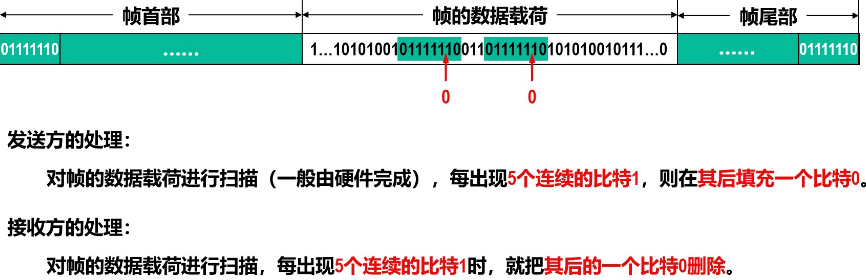 帧首部 帧的数据载荷 帧尾部
01111110 …… 1…10101001011111100110111111010101001011​1…0 …… 01111110
0 0
发送方的处理：
对帧的数据载荷进行扫描（一般由硬件完成），每出现5个连续的比特1，则在其后填充一个比特0。
接收方的处理：
对帧的数据载荷进行扫描，每出现5个连续的比特1时，就把其后的一个比特0删除。